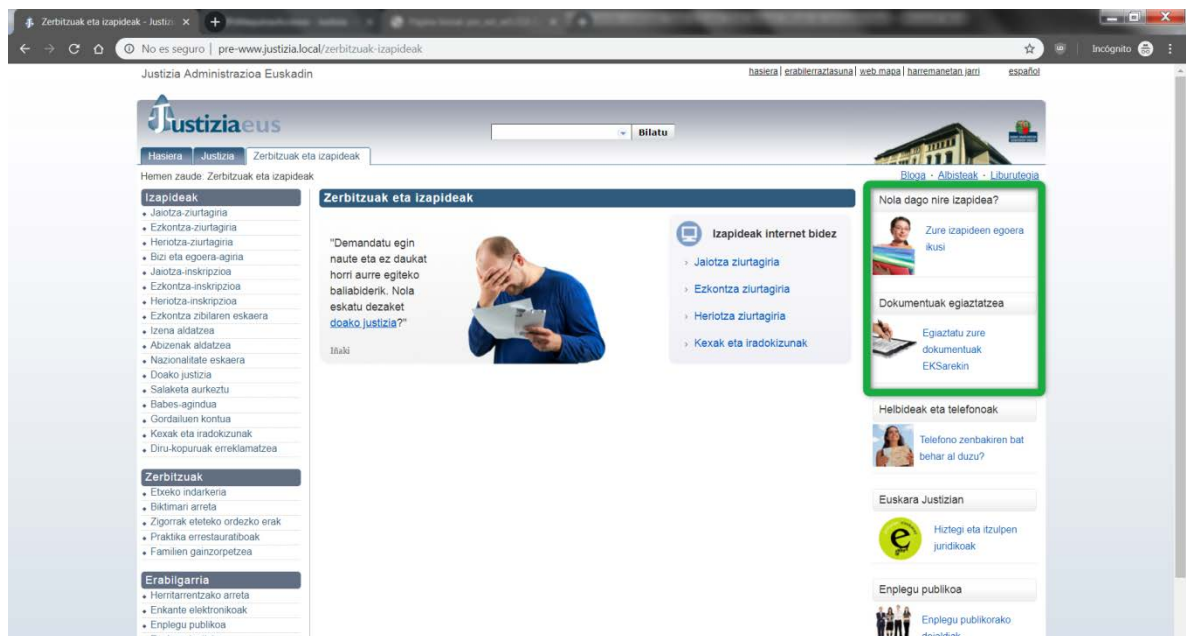 Zerbitzuak eta izapideak - Justizi
No es seguro | pre-www.justizia.local/zerbitzuak-izapideak
Incógnito
Justizia Administrazioa Euskadin
hasiera | erabilerraztasuna | web mapa | harremanetan jarri español
Justiziaeus
Bilatu
Hasiera Justizia Zerbitzuak eta izapideak
Hemen zaude: Zerbitzuak eta izapideak
Bloga · Albisteak · Liburutegia
Izapideak
Jaiotza-ziurtagiria
Ezkontza-ziurtagiria
Heriotza-ziurtagiria
Bizi eta egoera-agiria
Jaiotza-inskripzioa
Ezkontza-inskripzioa
Heriotza-inskripzioa
Ezkontza zibilaren eskaera
Izena aldatzea
Abizenak aldatzea
Nazionalitate eskaera
Doako justizia
Salaketa aurkeztu
Babes-agindua
Gordailuen kontua
Kexak eta iradokizunak
Diru-kopuruak erreklamatzea
Zerbitzuak
Etxeko indarkeria
Biktimari arreta
Zigorrak eteteko ordezko erak
Praktika errestauratiboak
Familien gainzorpetzea
Erabilgarria
Herritarrentzako arreta
Enkante elektronikoak
Enplegu publikoa
Zerbitzuak eta izapideak
"Demandatu egin
naute eta ez daukat
horri aurre egiteko
baliabiderik. Nola
eskatu dezaket
doako justizia?"
Iñaki
Izapideak internet bidez
Jaiotza ziurtagiria
Ezkontza ziurtagiria
Heriotza ziurtagiria
Kexak eta iradokizunak
Nola dago nire izapidea?
Zure izapideen egoera
ikusi
Dokumentuak egiaztatzea
Egiaztatu zure
dokumentuak
EKSarekin
Helbideak eta telefonoak
Telefono zenbakiren bat
behar al duzu?
Euskara Justizian
Hiztegi eta itzulpen
juridikoak
Enplegu publikoa
Enplegu publikorako